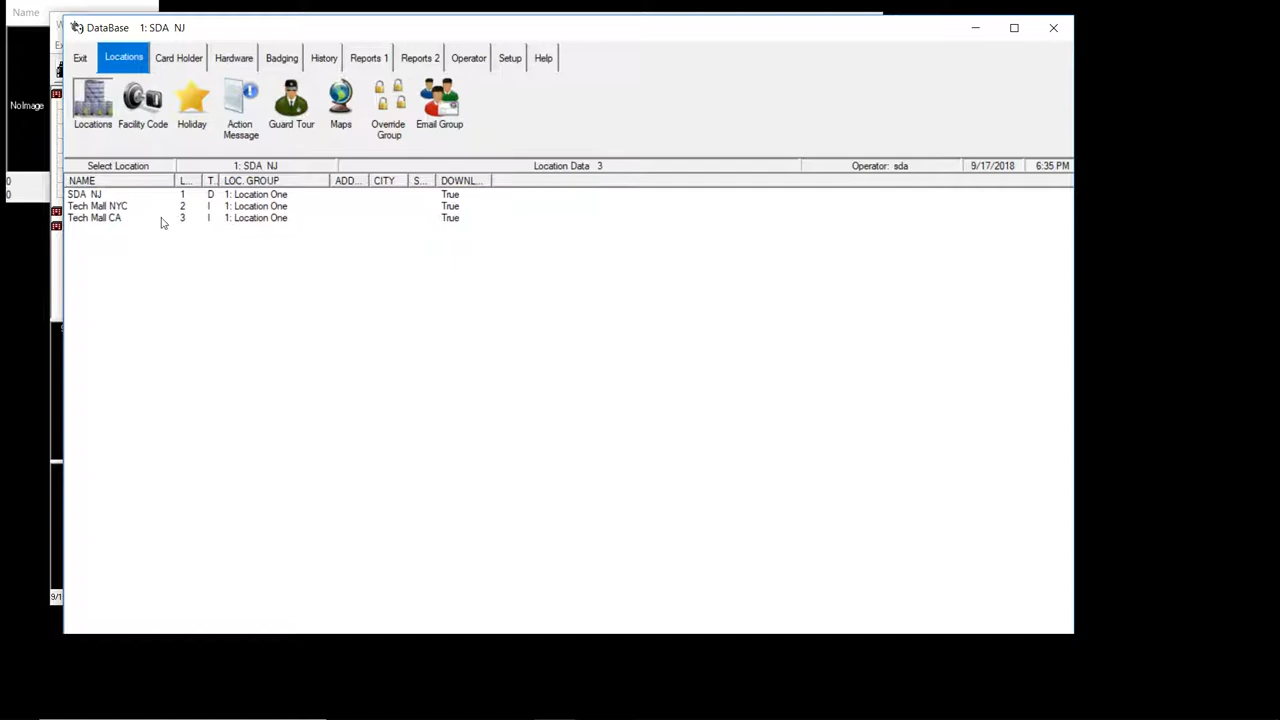 Name
DataBase 1: SDA NJ
Exit Locations Card Holder Hardware Badging History Reports 1 Reports 2 Operator Setup Help
NoImage
Locations Facility Code Holiday Action Message Guard Tour Maps Override Group Email Group
Select Location 1: SDA NJ Location Data 3 Operator: sda 9/17/2018 6:35 PM
NAME L... T. LOC. GROUP ADD... CITY S... DOWNL...
0
0
SDA NJ 1 D 1: Location One True
Tech Mall NYC 2 I 1: Location One True
Tech Mall CA 3 I 1: Location One True
9/1